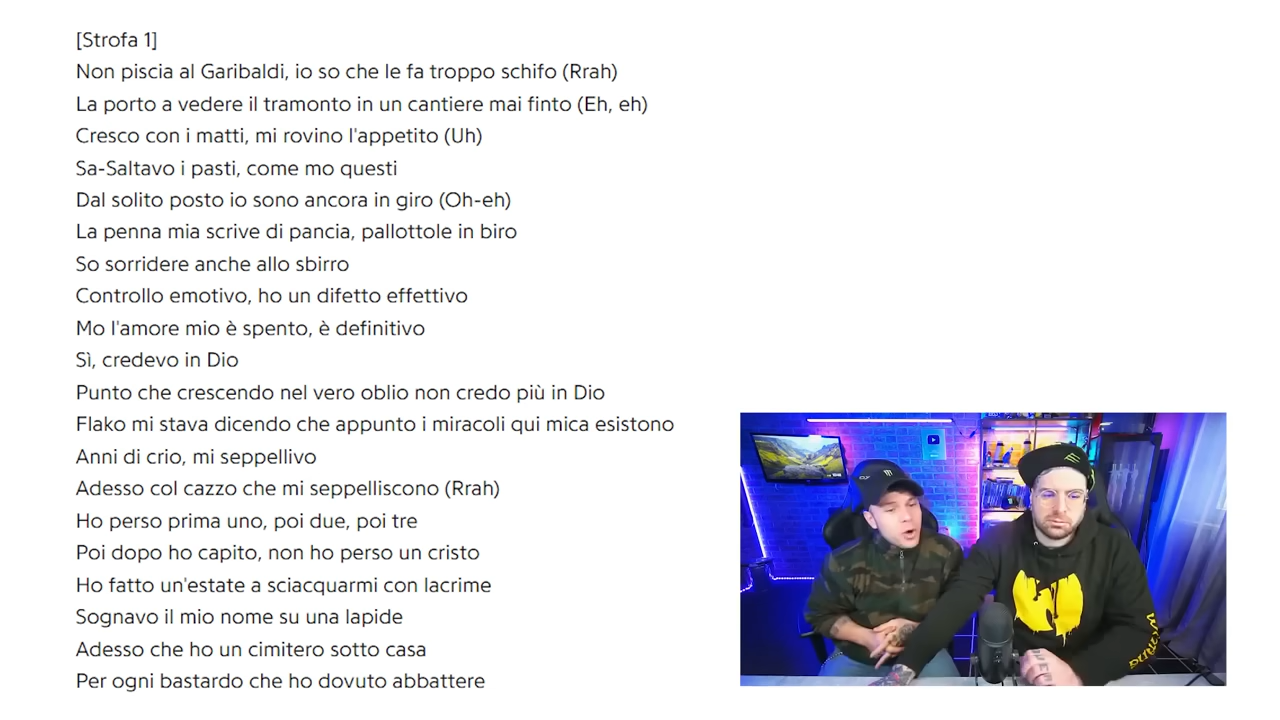 [Strofa 1]
Non piscia al Garibaldi, io so che le fa troppo schifo (Rrah)
La porto a vedere il tramonto in un cantiere mai finto (Eh, eh)
Cresco con i matti, mi rovino l'appetito (Uh)
Sa-Saltavo i pasti, come mo questi
Dal solito posto io sono ancora in giro (Oh-eh)
La penna mia scrive di pancia, pallottole in biro
So sorridere anche allo sbirro
Controllo emotivo, ho un difetto effettivo
Mo l'amore mio è spento, è definitivo
Sì, credevo in Dio
Punto che crescendo nel vero oblio non credo più in Dio
Flako mi stava dicendo che appunto i miracoli qui mica esistono
Anni di crio, mi seppellivo
Adesso col cazzo che mi seppelliscono (Rrah)
Ho perso prima uno, poi due, poi tre
Poi dopo ho capito, non ho perso un cristo
Ho fatto un'estate a sciacquarmi con lacrime
Sognavo il mio nome su una lapide
Adesso che ho un cimitero sotto casa
Per ogni bastardo che ho dovuto abbattere